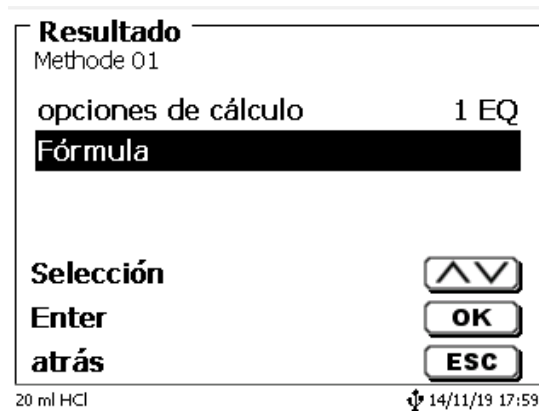 Resultado
Methode 01
opciones de cálculo 1 EQ
Fórmula
Selección
Enter OK
atrás ESC
20 ml HCl 14/11/19 17:59